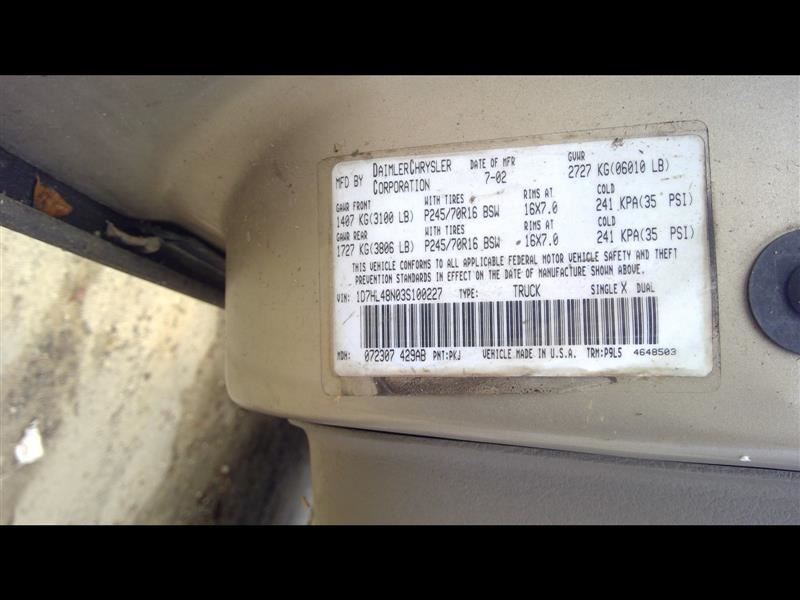 MFD BY DAIMLERCHRYSLER CORPORATION DATE OF MFR 7-02 GVWR 2727 KG(06010 LB)
GAWR FRONT WITH TIRES RIMS AT COLD
1407 KG(3100 LB) P245/70R16 BSW 16X7.0 241 KPA(35 PSI)
GAWR REAR WITH TIRES RIMS AT COLD
1727 KG(3806 LB) P245/70R16 BSW 16X7.0 241 KPA(35 PSI)
THIS VEHICLE CONFORMS TO ALL APPLICABLE FEDERAL MOTOR VEHICLE SAFETY AND THEFT
PREVENTION STANDARDS IN EFFECT ON THE DATE OF MANUFACTURE SHOWN ABOVE.
VIN: 1D7HL48N03S100227 TYPE: TRUCK SINGLE X DUAL
MDH: 072307 429AB PNT:PKJ VEHICLE MADE IN U.S.A. TRM:P9L5 4648503